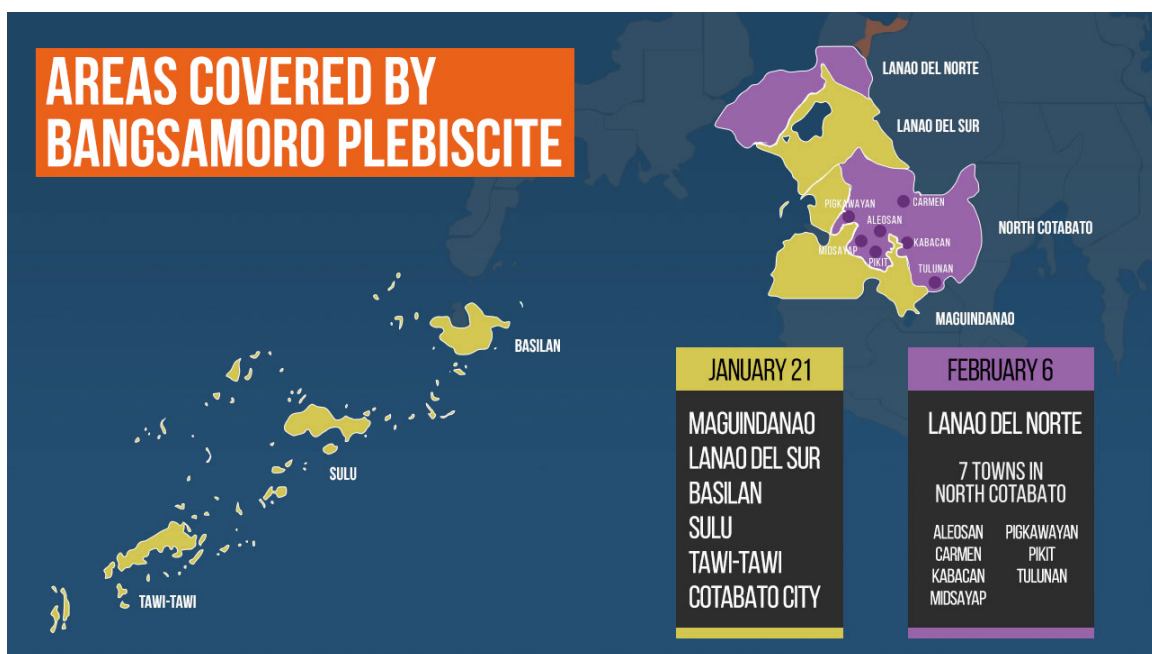 AREAS COVERED BY
BANGSAMORO PLEBISCITE
LANAO DEL NORTE
LANAO DEL SUR
PIGKAWAYAN
CARMEN
ALEOSAN
NORTH COTABATO
MIDSAYAP
KABACAN
PIKIT
TULUNAN
MAGUINDANAO
BASILAN
SULU
TAWI-TAWI
JANUARY 21
MAGUINDANAO
LANAO DEL SUR
BASILAN
SULU
TAWI-TAWI
COTABATO CITY
FEBRUARY 6
LANAO DEL NORTE
7 TOWNS IN
NORTH COTABATO
ALEOSAN PIGKAWAYAN
CARMEN PIKIT
KABACAN TULUNAN
MIDSAYAP